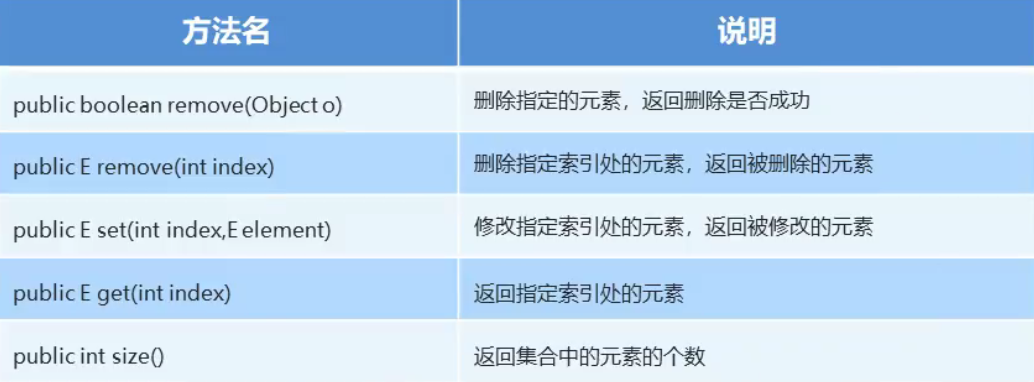 方法名 说明
public boolean remove(Object o) 删除指定的元素，返回删除是否成功
public E remove(int index) 删除指定索引处的元素，返回被删除的元素
public E set(int index,E element) 修改指定索引处的元素，返回被修改的元素
public E get(int index) 返回指定索引处的元素
public int size() 返回集合中的元素的个数